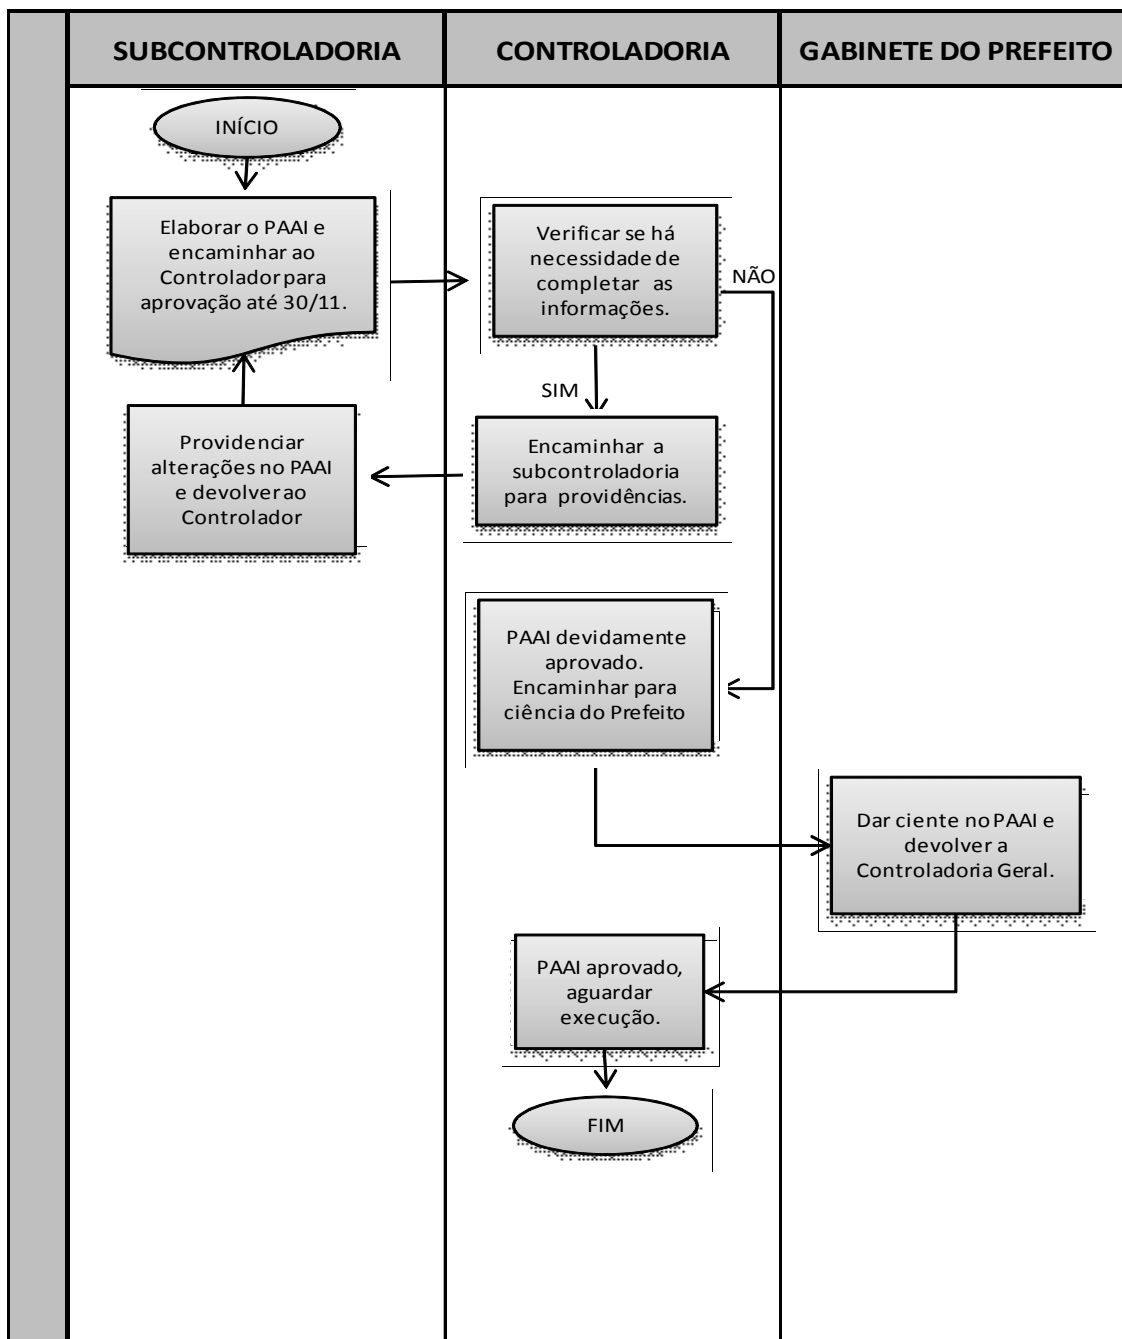 SUBCONTROLADORIA
CONTROLADORIA
GABINETE DO PREFEITO
INÍCIO
Elaborar o PAAI e
encaminhar ao
Controlador para
aprovação até 30/11.
Verificar se há
necessidade de
completar as
informações.
NÃO
SIM
Providenciar
alterações no PAAI
e devolver ao
Controlador
Encaminhar a
subcontroladoria
para providências.
PAAI devidamente
aprovado.
Encaminhar para
ciência do Prefeito
Dar ciente no PAAI e
devolver a
Controladoria Geral.
PAAI aprovado,
aguardar
execução.
FIM